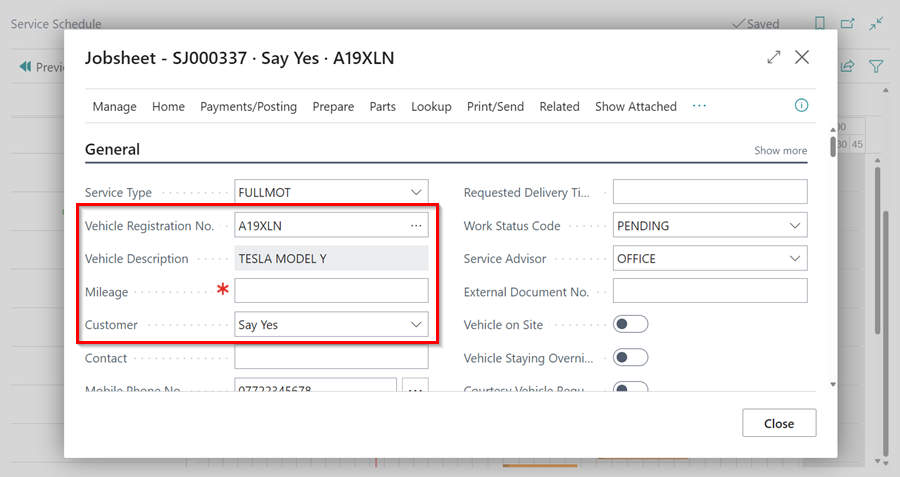 Service Schedule
Saved
Previ
Jobsheet - SJ000337 · Say Yes · A19XLN
Manage Home Payments/Posting Prepare Parts Lookup Print/Send Related Show Attached ...
General
Show more
Service Type FULLMOT
Requested Delivery Ti...
Vehicle Registration No. A19XLN ...
Work Status Code PENDING
Vehicle Description TESLA MODEL Y
Service Advisor OFFICE
Mileage *
External Document No.
Customer Say Yes
Vehicle on Site
Contact
Vehicle Staying Overni...
Mobile Phone No. 07722345678 ...
Courtesy Vehicle Requ...
Close
00
30 45